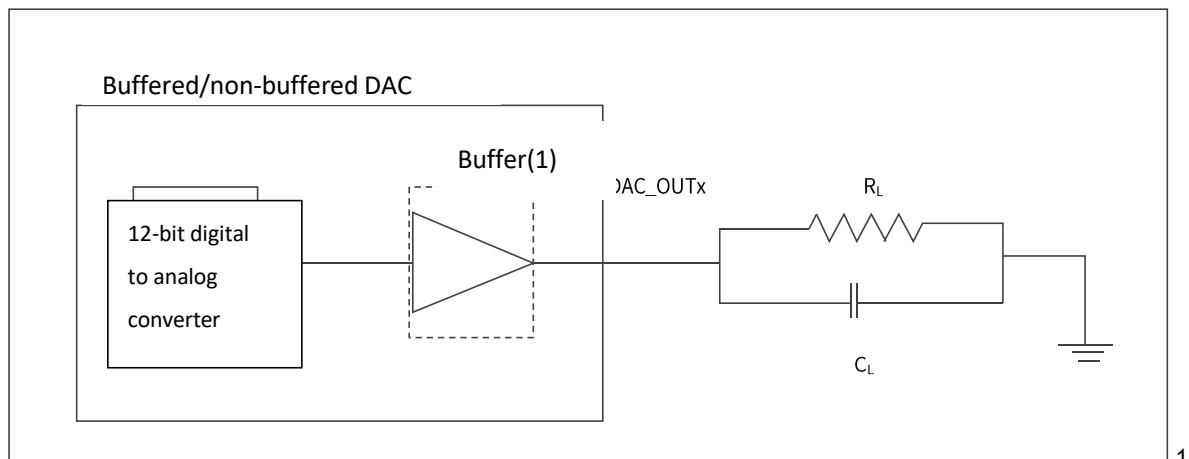 Buffered/non-buffered DAC
Buffer(1)
DAC_OUTx
RL
12-bit digital
to analog
converter
CL
1